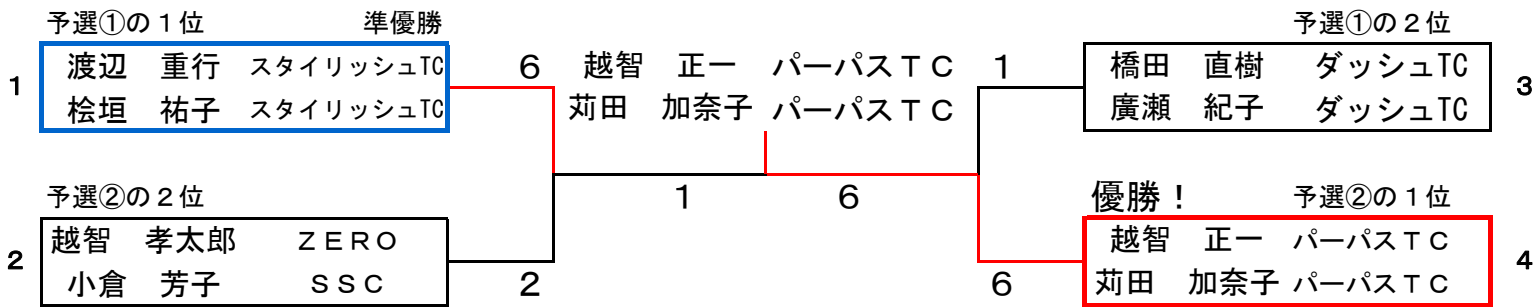 予選①の１位 準優勝
1
渡辺 重行 スタイリッシュTC
桧垣 祐子 スタイリッシュTC
6
予選②の２位
2
越智 孝太郎 ＺＥＲＯ
小倉 芳子 ＳＳＣ
2
越智 正一 パーパスＴＣ
苅田 加奈子 パーパスＴＣ
1 6
予選①の２位
1
橋田 直樹 ダッシュTC
廣瀬 紀子 ダッシュTC
3
優勝！ 予選②の１位
越智 正一 パーパスＴＣ
苅田 加奈子 パーパスＴＣ
4
6